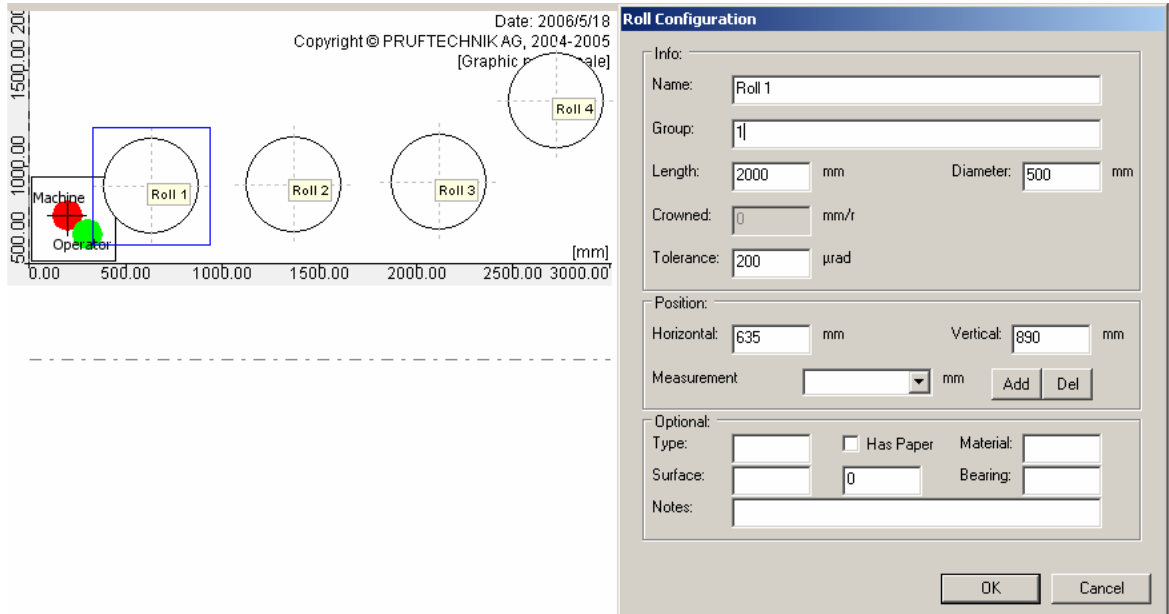 Date: 2006/5/18
Copyright © PRUFTECHNIK AG, 2004-2005
[Graphic
ale]
Roll 4
1500.00
1000.00
500.00
Machine
Operator
Roll 1
Roll 2
Roll 3
[mm]
0.00 500.00 1000.00 1500.00 2000.00 2500.00 3000.00
Roll Configuration
Info:
Name: Roll 1
Group: 1
Length: 2000 mm Diameter: 500 mm
Crowned: 0 mm/r
Tolerance: 200 µrad
Position:
Horizontal: 635 mm Vertical: 890 mm
Measurement mm Add Del
Optional:
Type: Has Paper Material:
Surface: 0 Bearing:
Notes:
OK Cancel